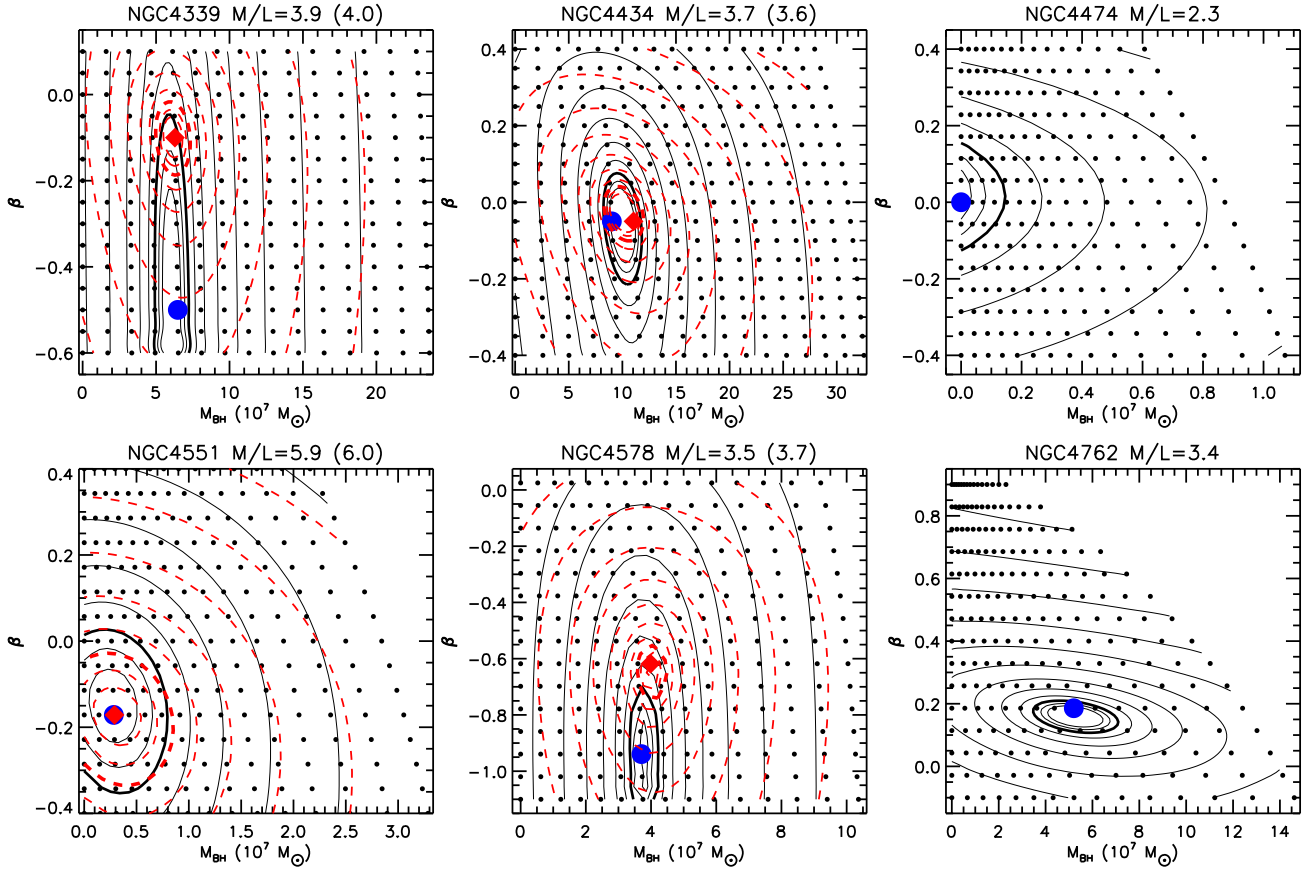 NGC4339 M/L=3.9 (4.0)
NGC4434 M/L=3.7 (3.6)
NGC4474 M/L=2.3
β
0.0
−0.2
−0.4
−0.6
0 5 10 15 20
M_BH (10^7 M_⊙)
β
0.4
0.2
0.0
−0.2
−0.4
0 5 10 15 20 25 30
M_BH (10^7 M_⊙)
β
0.4
0.2
0.0
−0.2
−0.4
0.0 0.2 0.4 0.6 0.8 1.0
M_BH (10^7 M_⊙)
NGC4551 M/L=5.9 (6.0)
NGC4578 M/L=3.5 (3.7)
NGC4762 M/L=3.4
β
0.4
0.2
0.0
−0.2
−0.4
0.0 0.5 1.0 1.5 2.0 2.5 3.0
M_BH (10^7 M_⊙)
β
0.0
−0.2
−0.4
−0.6
−0.8
−1.0
0 2 4 6 8 10
M_BH (10^7 M_⊙)
β
0.8
0.6
0.4
0.2
0.0
0 2 4 6 8 10 12 14
M_BH (10^7 M_⊙)